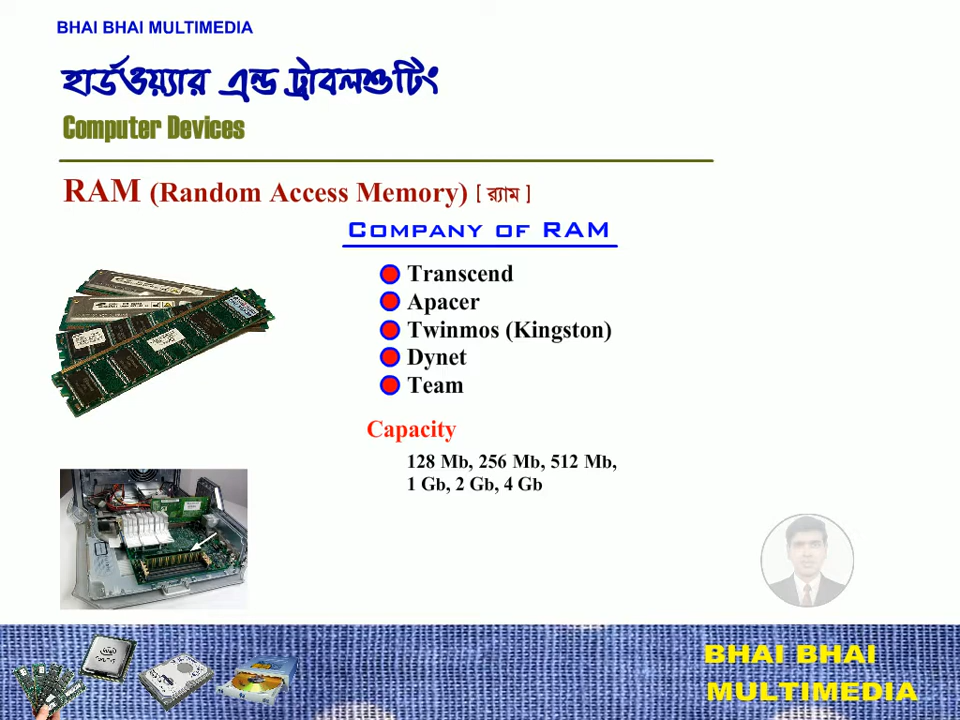 BHAI BHAI MULTIMEDIA
হার্ডওয়্যার এন্ড ট্রাবলশুটিং
Computer Devices
RAM (Random Access Memory) [ র‍্যাম ]
COMPANY OF RAM
Transcend
Apacer
Twinmos (Kingston)
Dynet
Team
Capacity
128 Mb, 256 Mb, 512 Mb,
1 Gb, 2 Gb, 4 Gb
BHAI BHAI
MULTIMEDIA